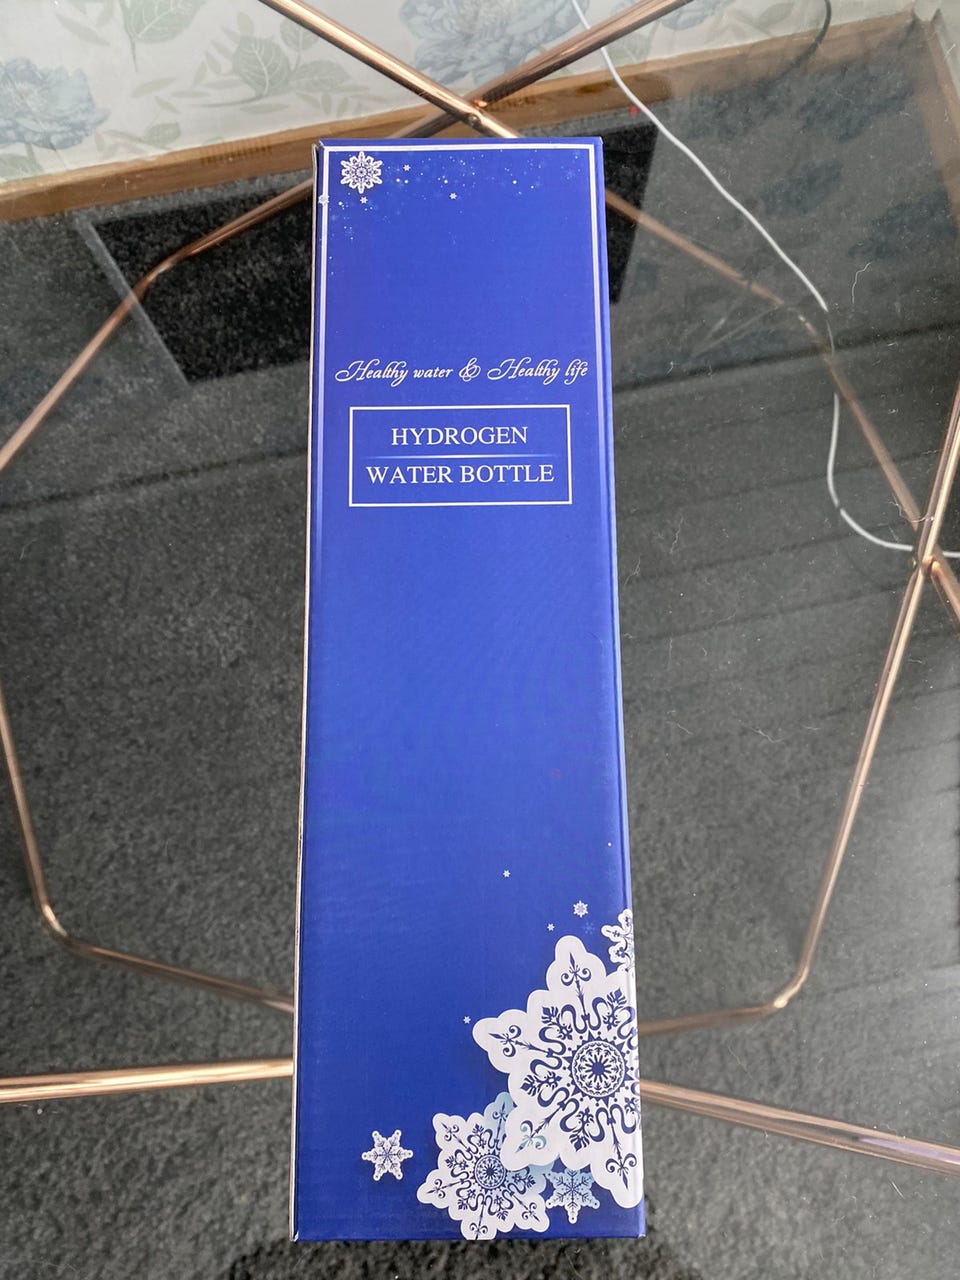 Healthy water & Healthy life
HYDROGEN
WATER BOTTLE